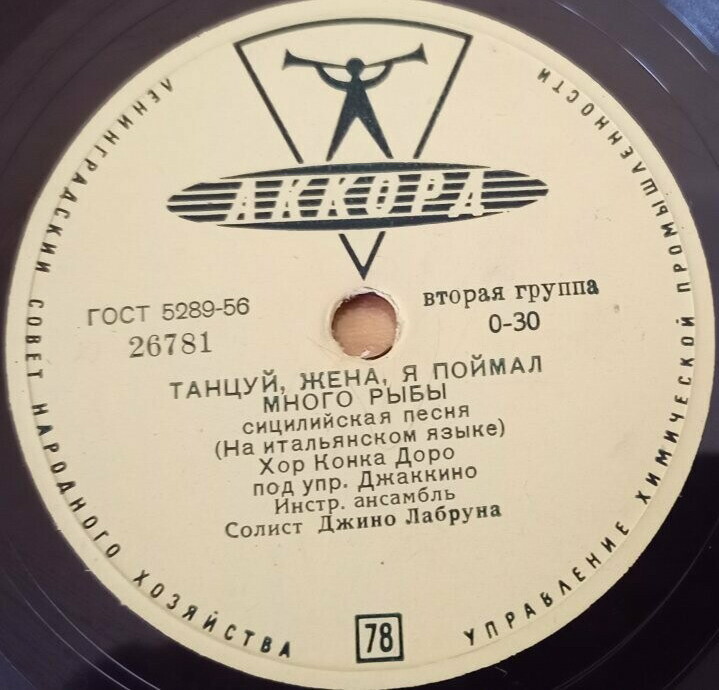 АККОРД
ЛЕНИНГРАДСКИЙ СОВЕТ НАРОДНОГО ХОЗЯЙСТВА
УПРАВЛЕНИЕ ХИМИЧЕСКОЙ ПРОМЫШЛЕННОСТИ
ГОСТ 5289-56
26781
вторая группа
0-30
ТАНЦУЙ, ЖЕНА, Я ПОЙМАЛ
МНОГО РЫБЫ
сицилийская песня
(На итальянском языке)
Хор Конка Доро
под упр. Джаккино
Инстр. ансамбль
Солист Джино Лабруна
78